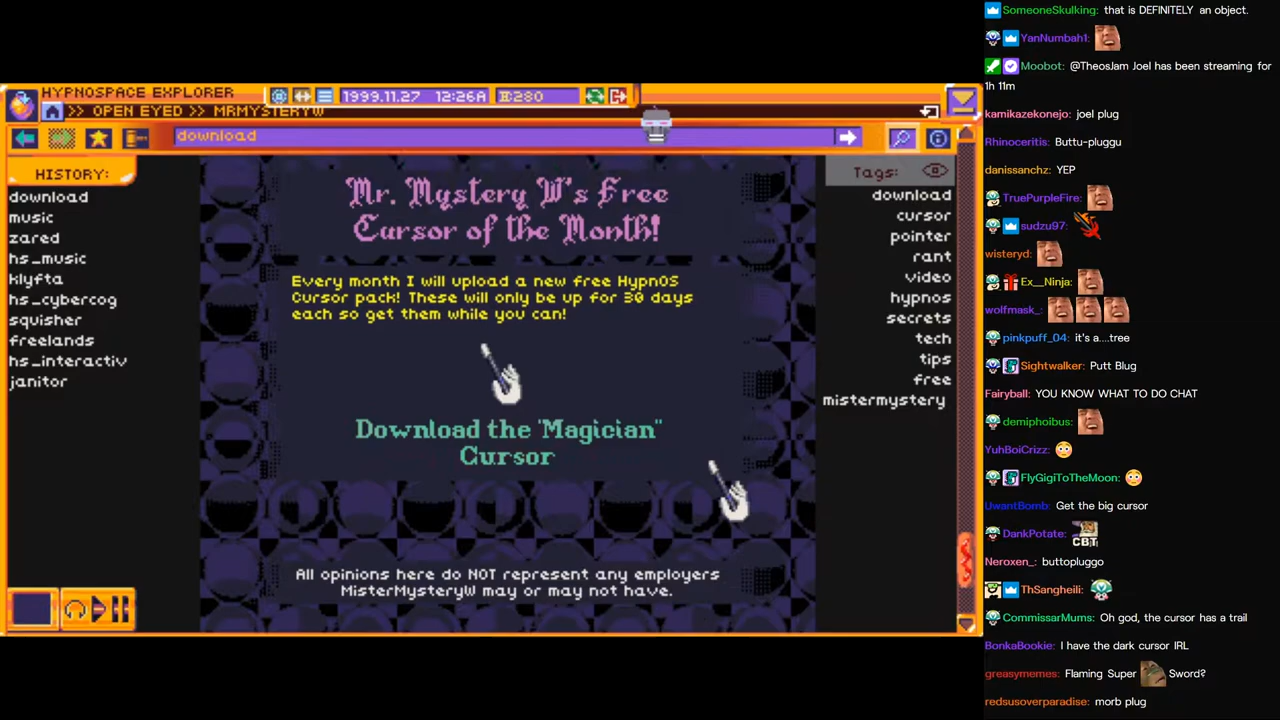 HYPNOSPACE EXPLORER
1999.11.27 12:26A
280
>> OPEN EYED >> MRMYSTERYW
download
HISTORY:
download
music
zared
hs_music
klyfta
hs_cybercog
squisher
freelands
hs_interactiv
janitor
Mr. Mystery W's Free
Cursor of the Month!
Every month I will upload a new free HypnOS
Cursor pack! These will only be up for 30 days
each so get them while you can!
Download the "Magician"
Cursor
All opinions here do NOT represent any employers
MisterMysteryW may or may not have.
Tags:
download
cursor
pointer
rant
video
hypnos
secrets
tech
tips
free
mistermystery
SomeoneSkulking: that is DEFINITELY an object.
YanNumbah1:
Moobot: @TheosJam Joel has been streaming for
1h 11m
kamikazekonejo: joel plug
Rhinoceritis: Buttu-pluggu
danissanchz: YEP
TruePurpleFire:
sudzu97:
wisteryd:
Ex__Ninja:
wolfmask_:
pinkpuff_04: it's a....tree
Sightwalker: Putt Blug
Fairyball: YOU KNOW WHAT TO DO CHAT
demiphoibus:
YuhBoiCrizz:
FlyGigiToTheMoon:
UwantBomb: Get the big cursor
DankPotate: CBT
Neroxen_: buttopluggo
ThSangheili:
CommissarMums: Oh god, the cursor has a trail
BonkaBookie: I have the dark cursor IRL
greasymemes: Flaming Super Sword?
redsusoverparadise: morb plug